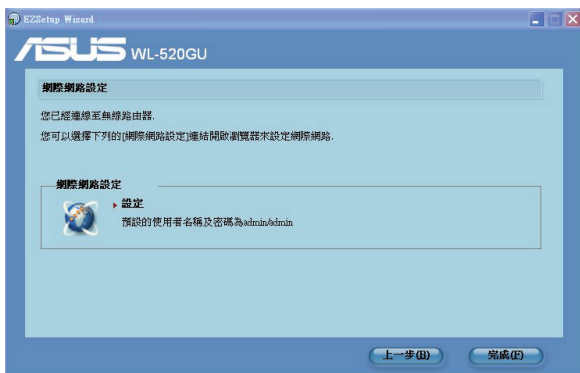 EZSetup Wizard
ASUS WL-520GU
網際網路設定
您已經連線至無線路由器.
您可以選擇下列的[網際網路設定]連結開啟瀏覽器來設定網際網路.
網際網路設定
設定
預設的使用者名稱及密碼為admin/admin
上一步(B) 完成(F)